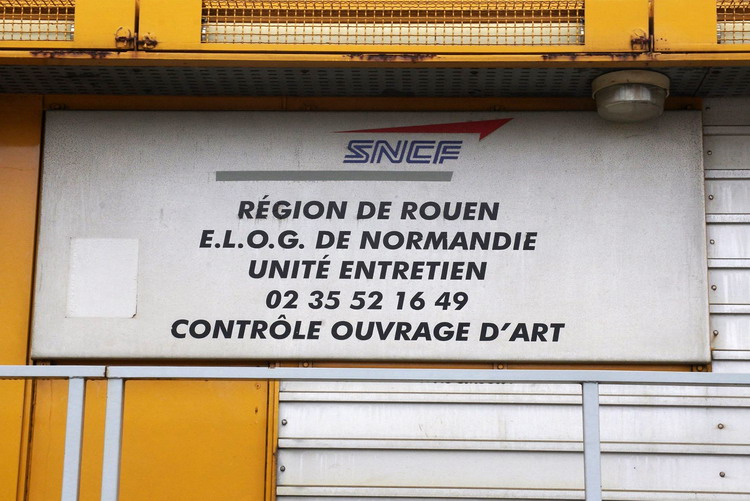 SNCF
RÉGION DE ROUEN
E.L.O.G. DE NORMANDIE
UNITÉ ENTRETIEN
02 35 52 16 49
CONTRÔLE OUVRAGE D'ART